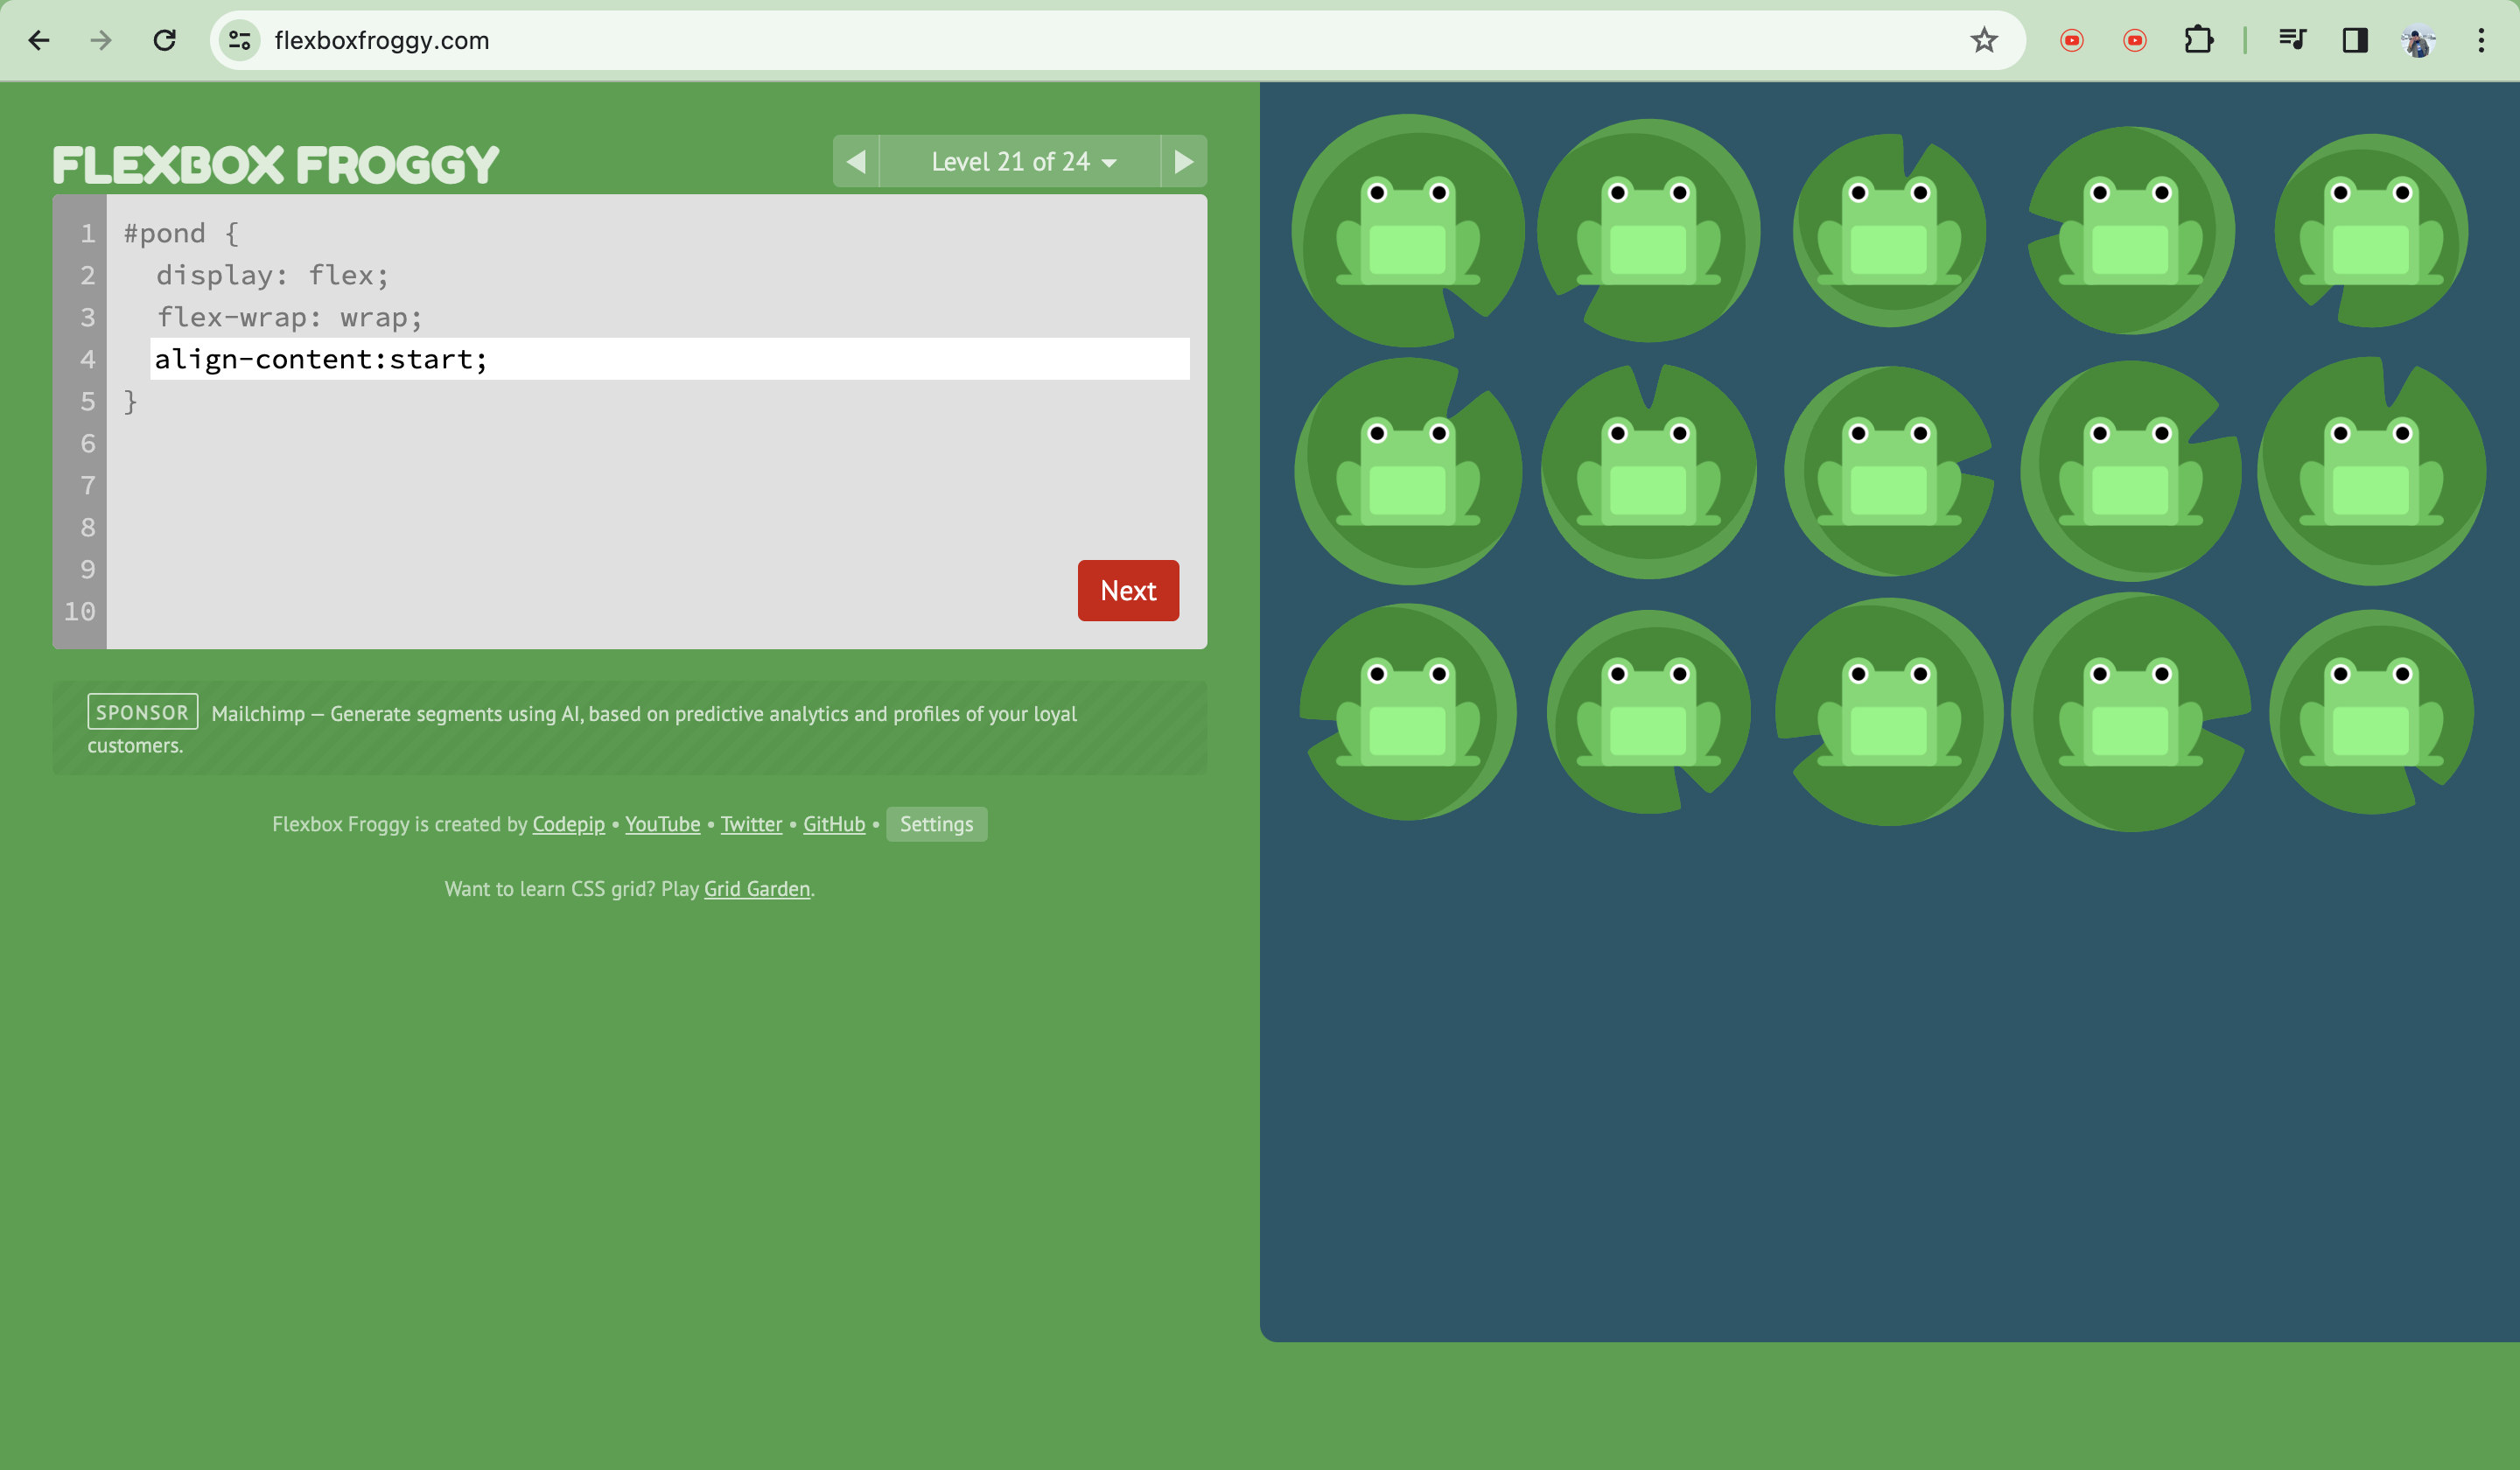 flexboxfroggy.com
FLEXBOX FROGGY
Level 21 of 24
1 #pond {
2 display: flex;
3 flex-wrap: wrap;
4 align-content:start;
5 }
6
7
8
9
10
Next
SPONSOR Mailchimp — Generate segments using AI, based on predictive analytics and profiles of your loyal
customers.
Flexbox Froggy is created by Codepip • YouTube • Twitter • GitHub • Settings
Want to learn CSS grid? Play Grid Garden.